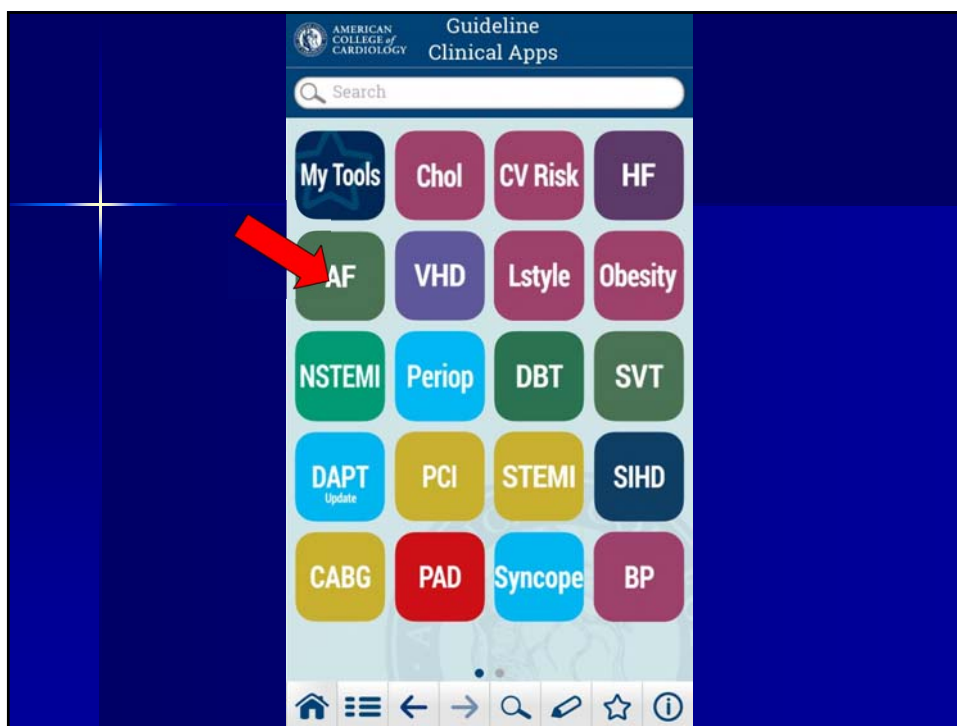 AMERICAN
COLLEGE of
CARDIOLOGY
Guideline
Clinical Apps
Search
My Tools Chol CV Risk HF
AF VHD Lstyle Obesity
NSTEMI Periop DBT SVT
DAPT PCI STEMI SIHD
Update
CABG PAD Syncope BP